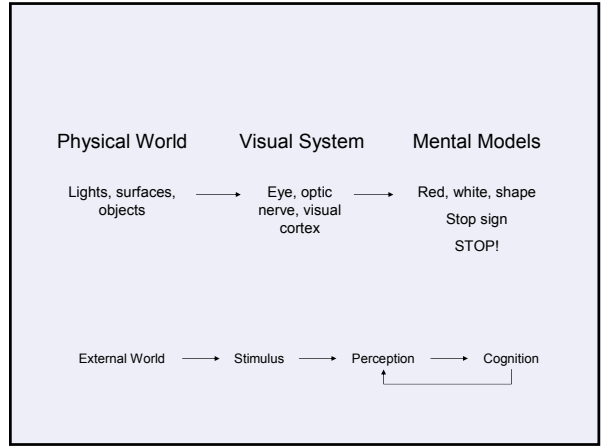 Physical World
Visual System
Mental Models
Lights, surfaces,
objects
Eye, optic
nerve, visual
cortex
Red, white, shape
Stop sign
STOP!
External World
Stimulus
Perception
Cognition